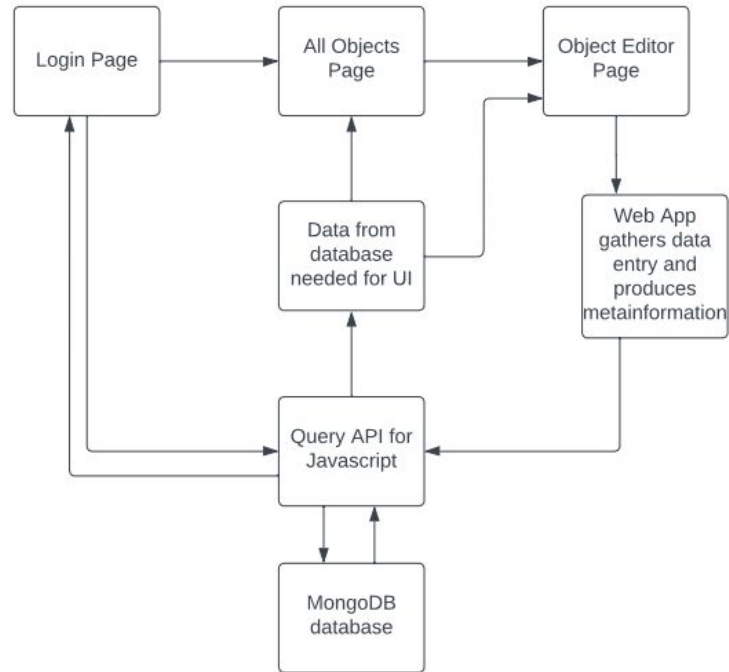 Login Page
All Objects
Page
Object Editor
Page
Data from
database
needed for UI
Web App
gathers data
entry and
produces
metainformation
Query API for
Javascript
MongoDB
database